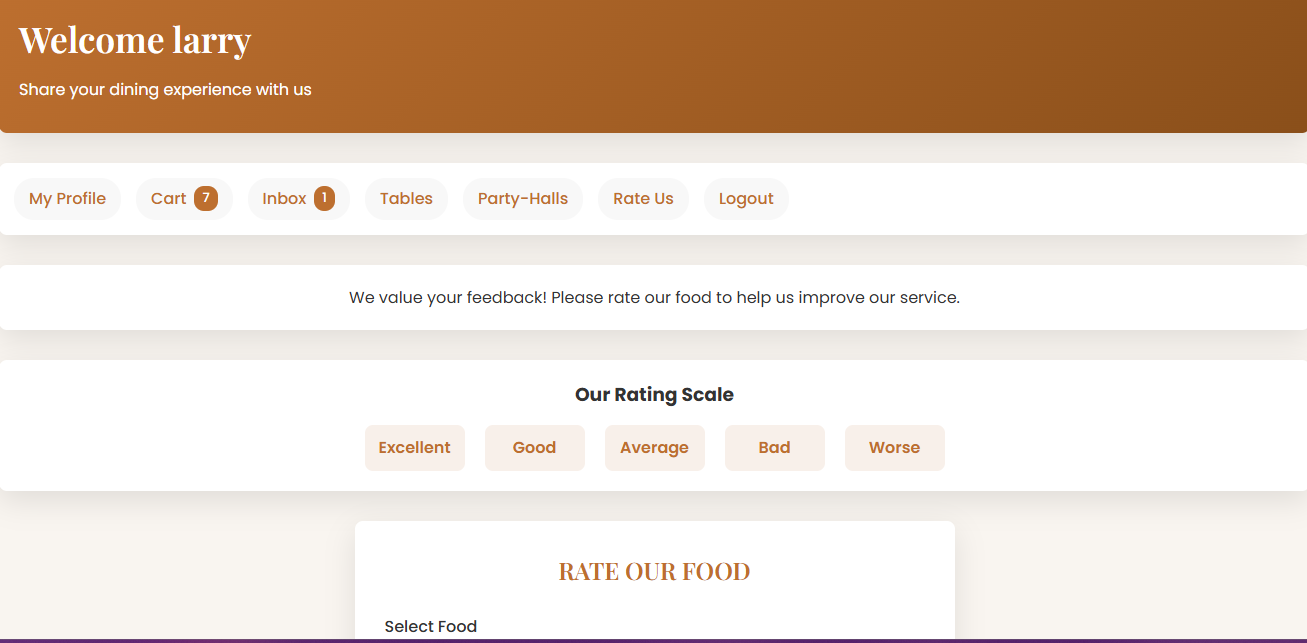 Welcome larry
Share your dining experience with us
My Profile Cart 7 Inbox 1 Tables Party-Halls Rate Us Logout
We value your feedback! Please rate our food to help us improve our service.
Our Rating Scale
Excellent Good Average Bad Worse
RATE OUR FOOD
Select Food